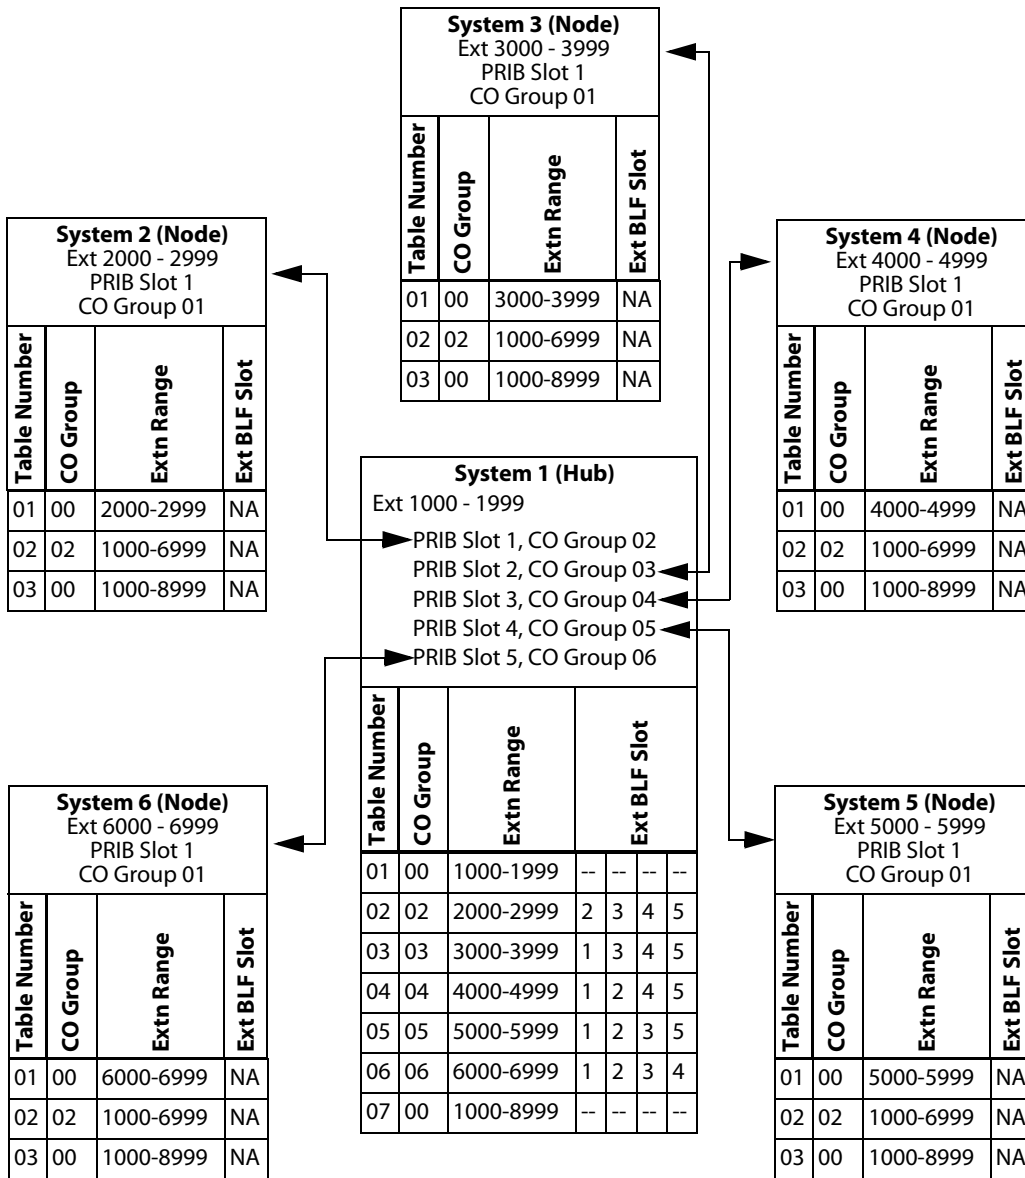 System 3 (Node)
Ext 3000 - 3999
PRIB Slot 1
CO Group 01
Table Number CO Group Extn Range Ext BLF Slot
01 00 3000-3999 NA
02 02 1000-6999 NA
03 00 1000-8999 NA
System 2 (Node)
Ext 2000 - 2999
PRIB Slot 1
CO Group 01
Table Number CO Group Extn Range Ext BLF Slot
01 00 2000-2999 NA
02 02 1000-6999 NA
03 00 1000-8999 NA
System 4 (Node)
Ext 4000 - 4999
PRIB Slot 1
CO Group 01
Table Number CO Group Extn Range Ext BLF Slot
01 00 4000-4999 NA
02 02 1000-6999 NA
03 00 1000-8999 NA
System 1 (Hub)
Ext 1000 - 1999
PRIB Slot 1, CO Group 02
PRIB Slot 2, CO Group 03
PRIB Slot 3, CO Group 04
PRIB Slot 4, CO Group 05
PRIB Slot 5, CO Group 06
Table Number CO Group Extn Range Ext BLF Slot
01 00 1000-1999 -- -- -- --
02 02 2000-2999 2 3 4 5
03 03 3000-3999 1 3 4 5
04 04 4000-4999 1 2 4 5
05 05 5000-5999 1 2 3 5
06 06 6000-6999 1 2 3 4
07 00 1000-8999 -- -- -- --
System 6 (Node)
Ext 6000 - 6999
PRIB Slot 1
CO Group 01
Table Number CO Group Extn Range Ext BLF Slot
01 00 6000-6999 NA
02 02 1000-6999 NA
03 00 1000-8999 NA
System 5 (Node)
Ext 5000 - 5999
PRIB Slot 1
CO Group 01
Table Number CO Group Extn Range Ext BLF Slot
01 00 5000-5999 NA
02 02 1000-6999 NA
03 00 1000-8999 NA